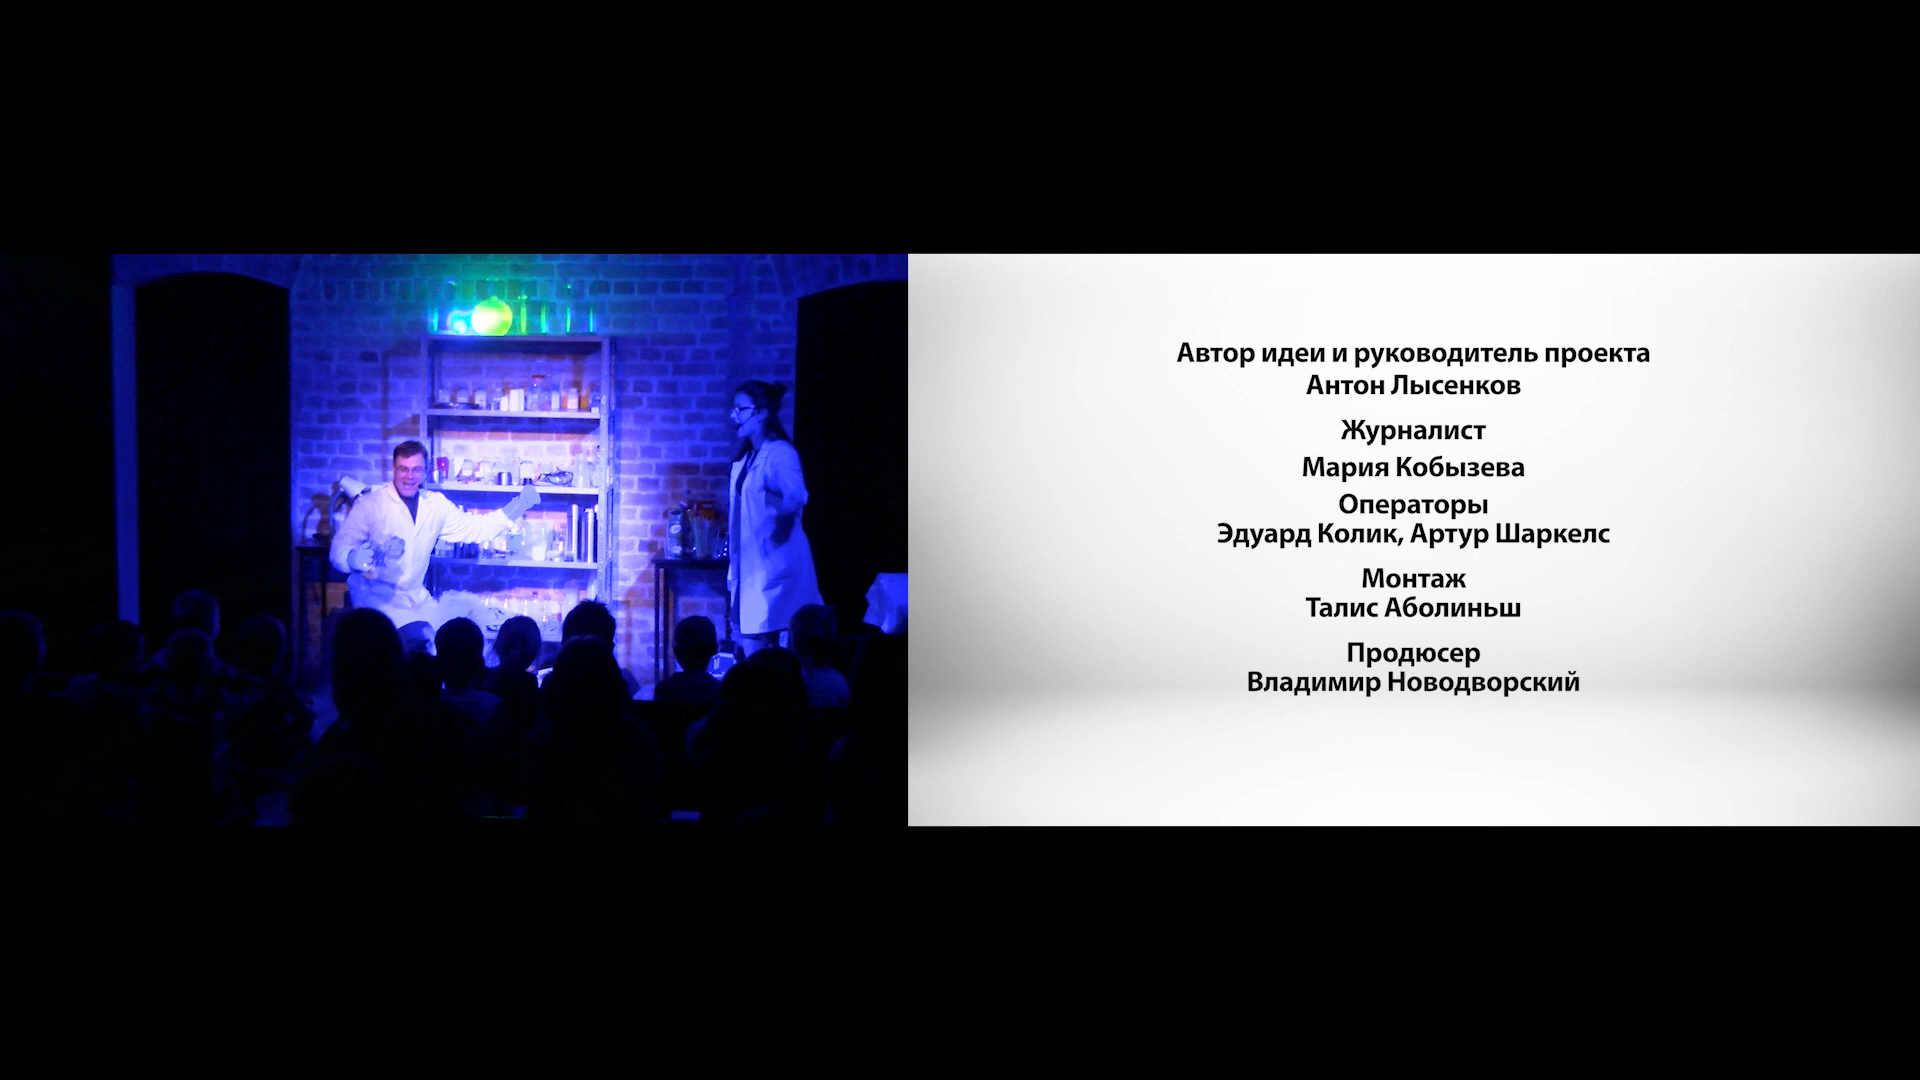 Автор идеи и руководитель проекта
Антон Лысенков
Журналист
Мария Кобызева
Операторы
Эдуард Колик, Артур Шаркелс
Монтаж
Талис Аболиньш
Продюсер
Владимир Новодворский